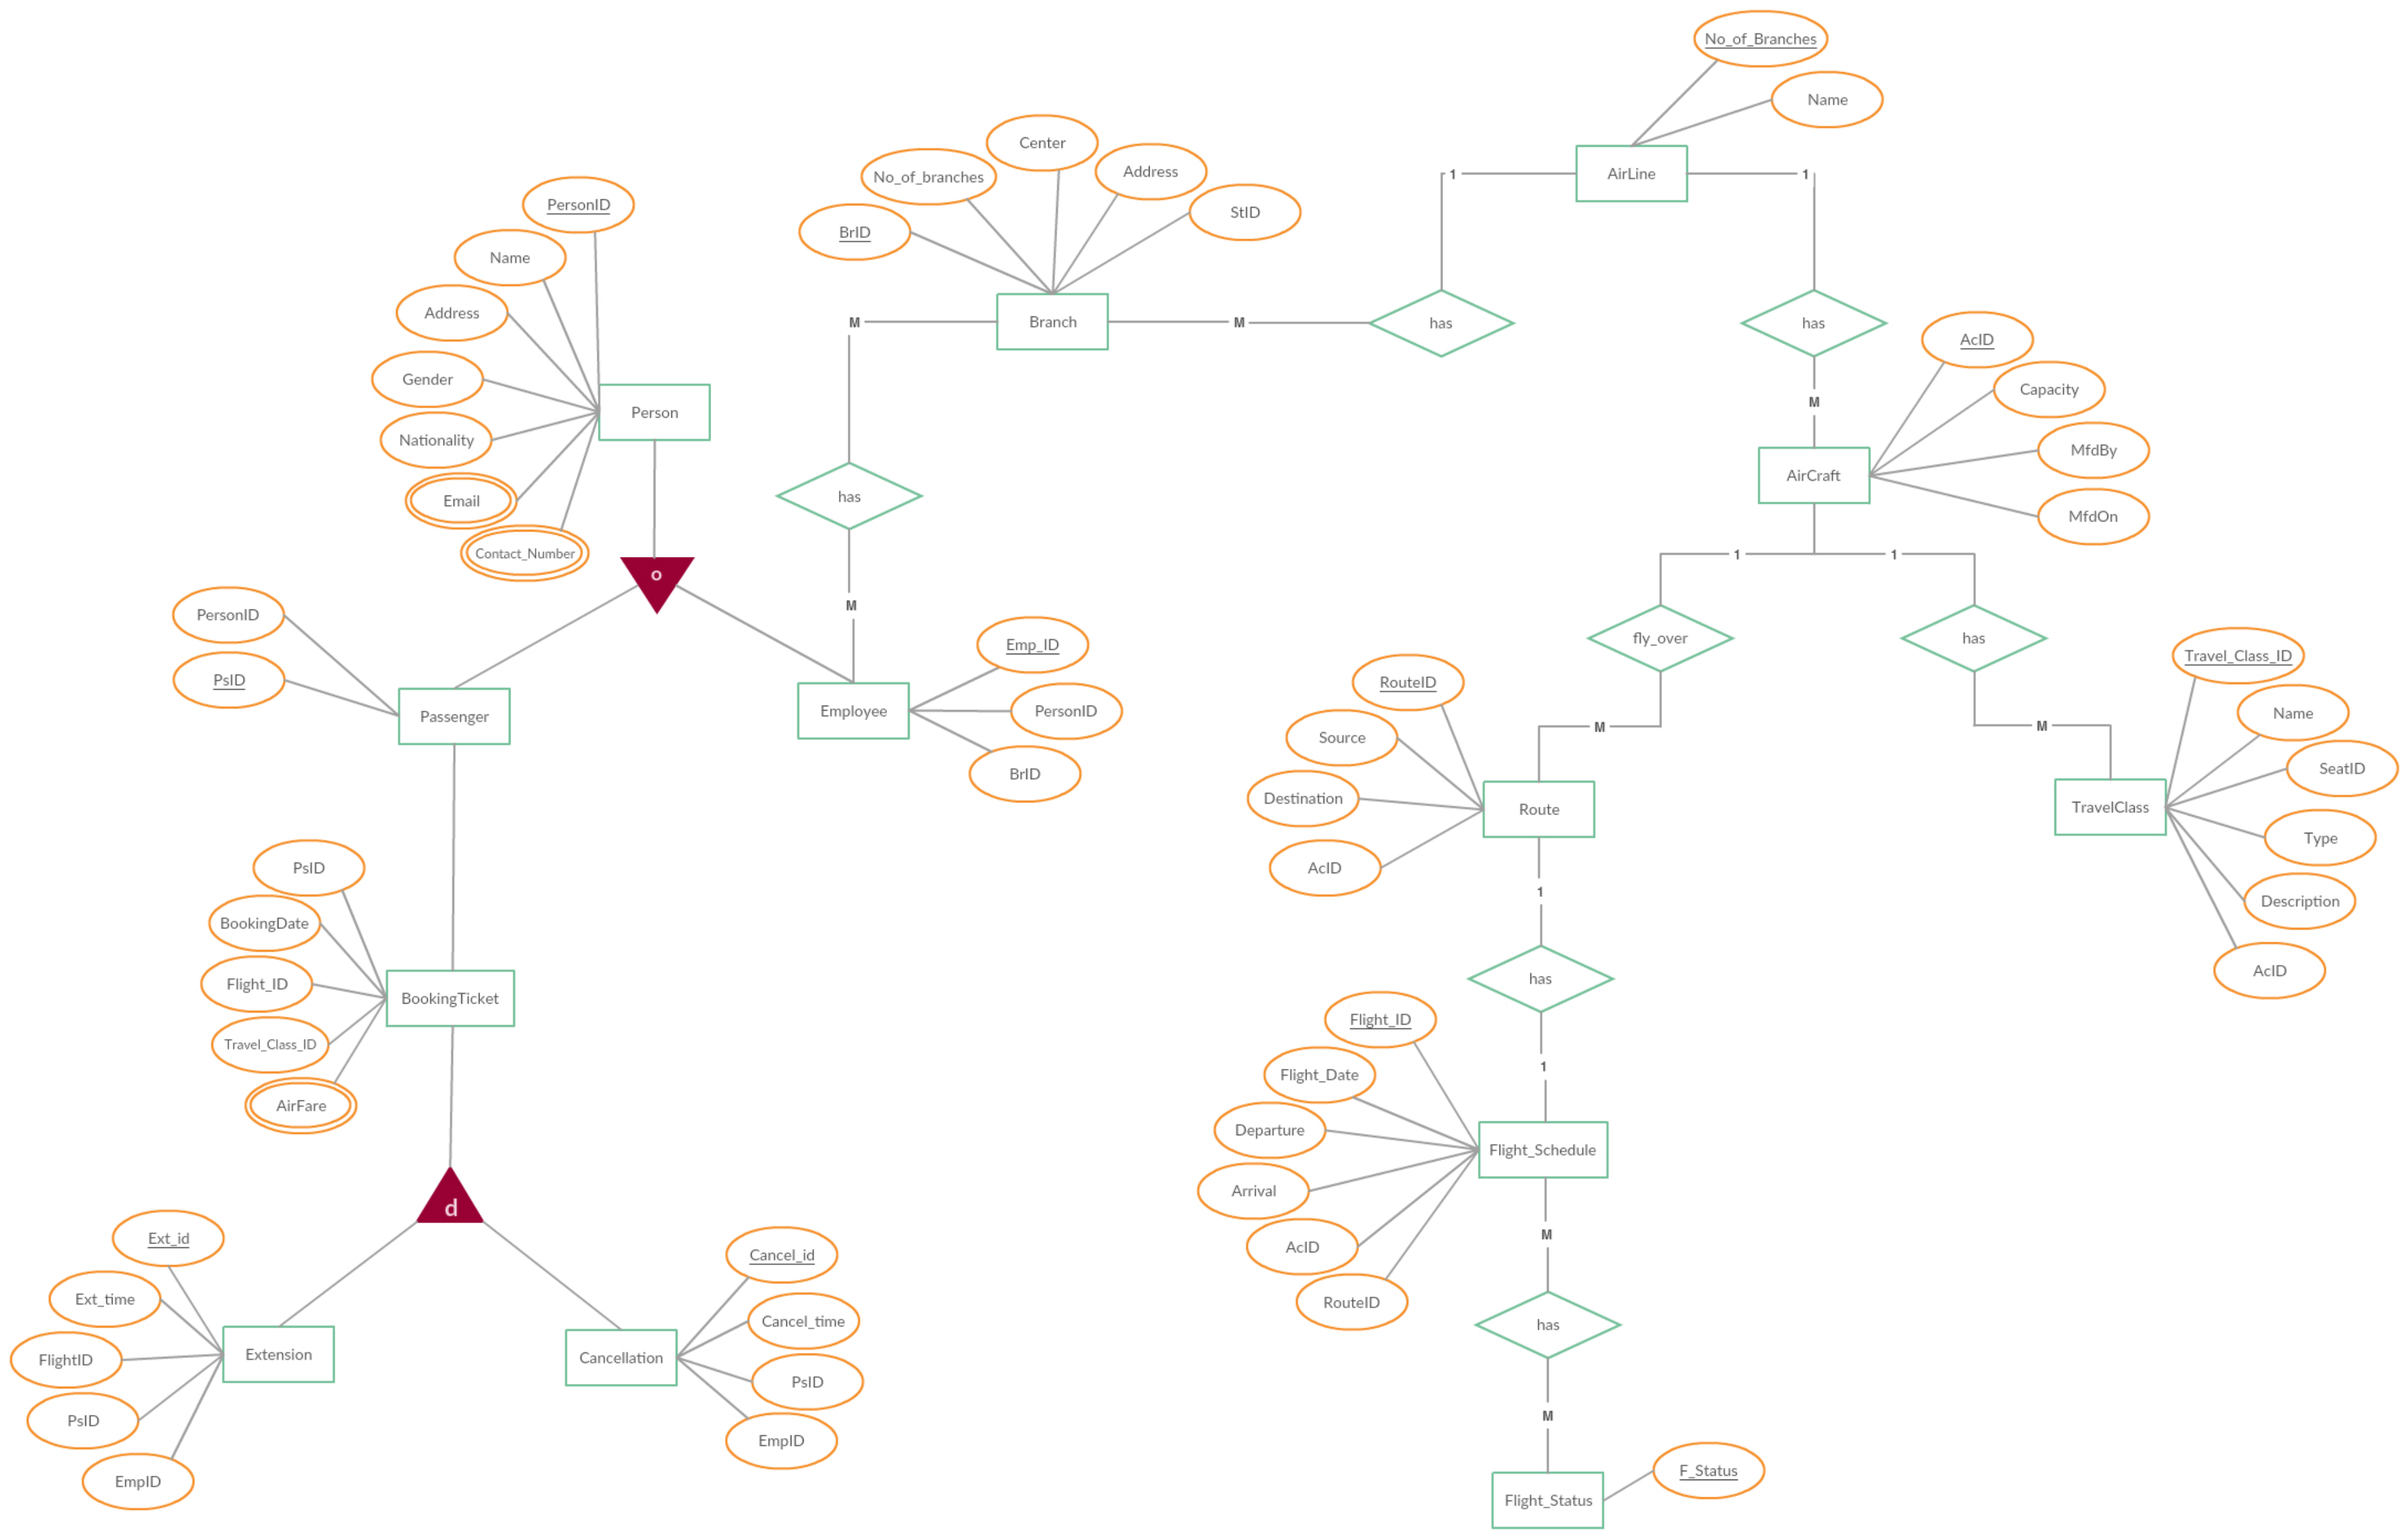 No_of_Branches
Name
AirLine
1
1
Center
No_of_branches
Address
BrID
StID
Branch
M
M
has
has
PersonID
Name
Address
Gender
Nationality
Email
Contact_Number
Person
o
has
M
AcID
Capacity
MfdBy
MfdOn
M
AirCraft
1
1
fly_over
has
M
M
PersonID
PsID
Passenger
Employee
Emp_ID
PersonID
BrID
RouteID
Source
Destination
AcID
Route
Travel_Class_ID
Name
SeatID
Type
Description
AcID
TravelClass
PsID
BookingDate
Flight_ID
Travel_Class_ID
AirFare
BookingTicket
1
has
1
Flight_ID
Flight_Date
Departure
Arrival
AcID
RouteID
Flight_Schedule
d
Ext_id
Ext_time
FlightID
PsID
EmpID
Extension
Cancel_id
Cancel_time
PsID
EmpID
Cancellation
M
has
M
F_Status
Flight_Status